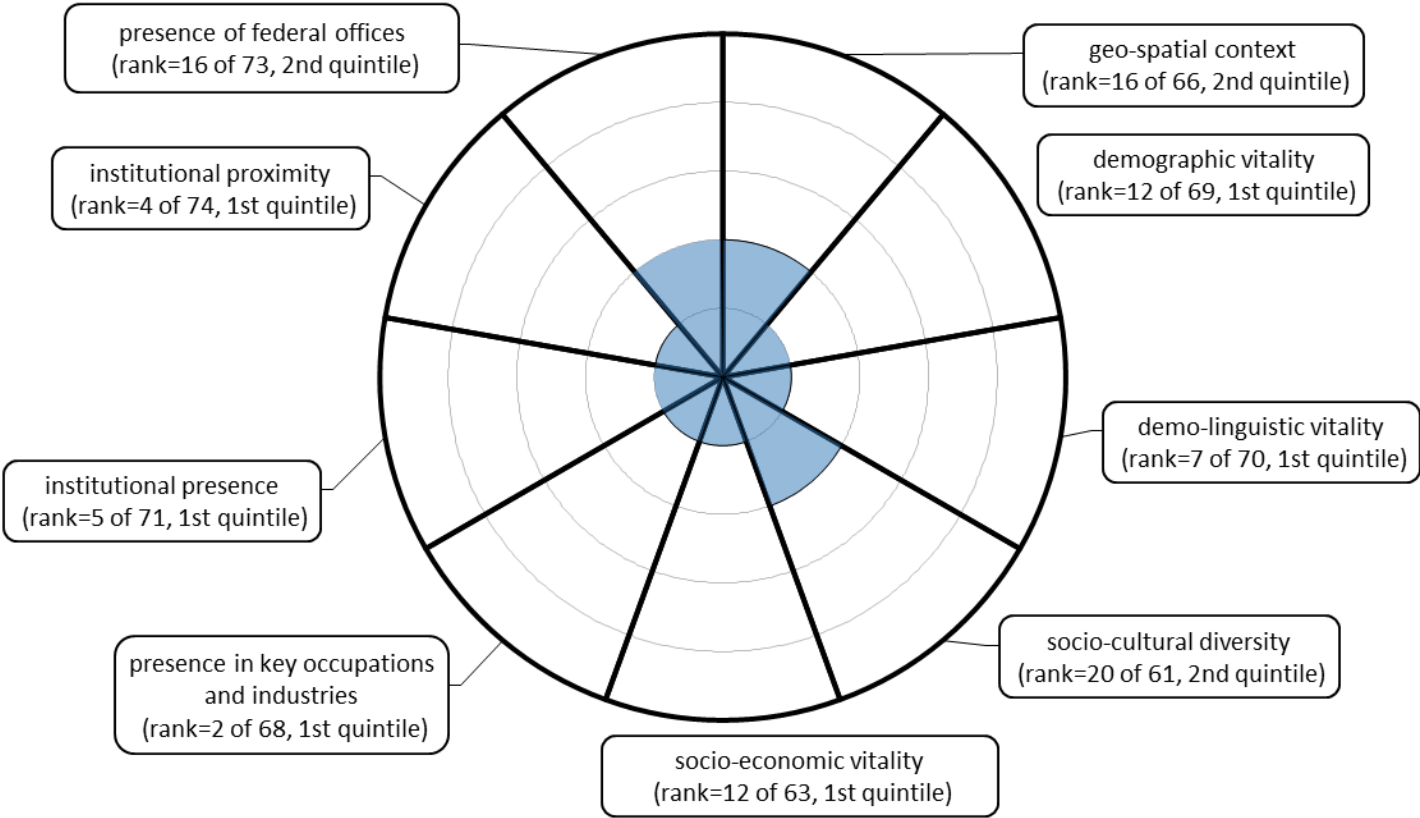 presence of federal offices
(rank=16 of 73, 2nd quintile)
geo-spatial context
(rank=16 of 66, 2nd quintile)
demographic vitality
(rank=12 of 69, 1st quintile)
institutional proximity
(rank=4 of 74, 1st quintile)
demo-linguistic vitality
(rank=7 of 70, 1st quintile)
institutional presence
(rank=5 of 71, 1st quintile)
socio-cultural diversity
(rank=20 of 61, 2nd quintile)
presence in key occupations
and industries
(rank=2 of 68, 1st quintile)
socio-economic vitality
(rank=12 of 63, 1st quintile)